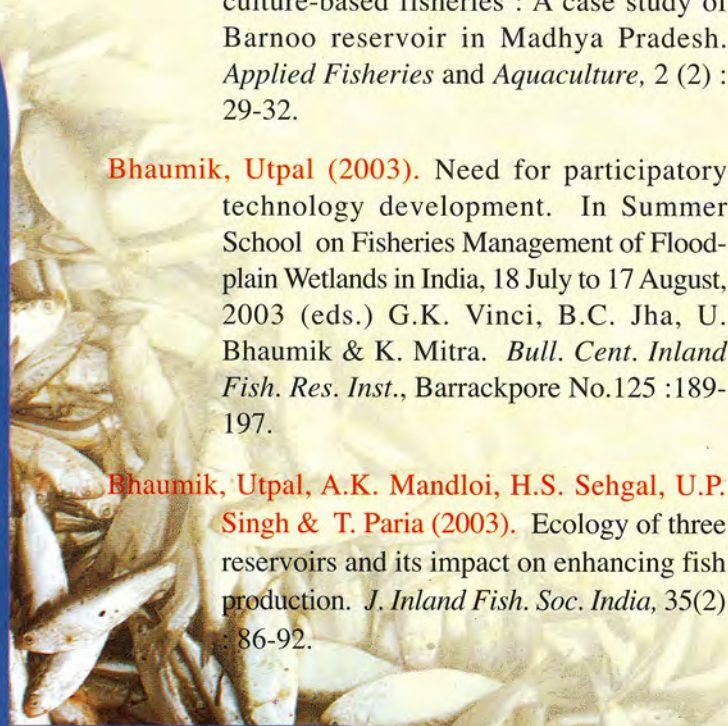 culture-based fisheries : A case study of
Barnoo reservoir in Madhya Pradesh.
Applied Fisheries and Aquaculture, 2 (2) :
29-32.
Bhaumik, Utpal (2003). Need for participatory
technology development. In Summer
School on Fisheries Management of Flood-
plain Wetlands in India, 18 July to 17 August,
2003 (eds.) G.K. Vinci, B.C. Jha, U.
Bhaumik & K. Mitra. Bull. Cent. Inland
Fish. Res. Inst., Barrackpore No.125 :189-
197.
Bhaumik, Utpal, A.K. Mandloi, H.S. Sehgal, U.P.
Singh & T. Paria (2003). Ecology of three
reservoirs and its impact on enhancing fish
production. J. Inland Fish. Soc. India, 35(2)
: 86-92.